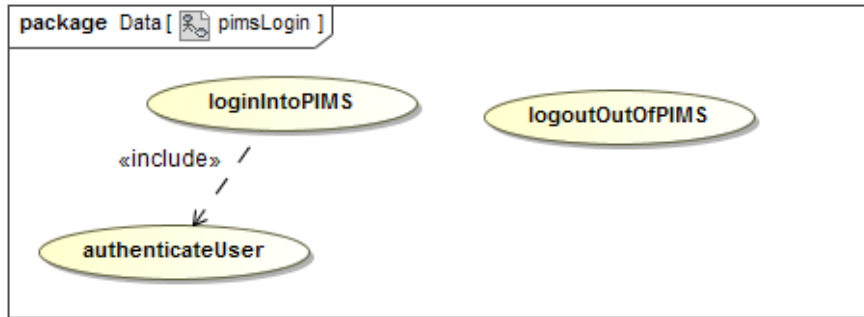 package Data [ pimsLogin ]
loginIntoPIMS
logoutOutOfPIMS
«include»
authenticateUser